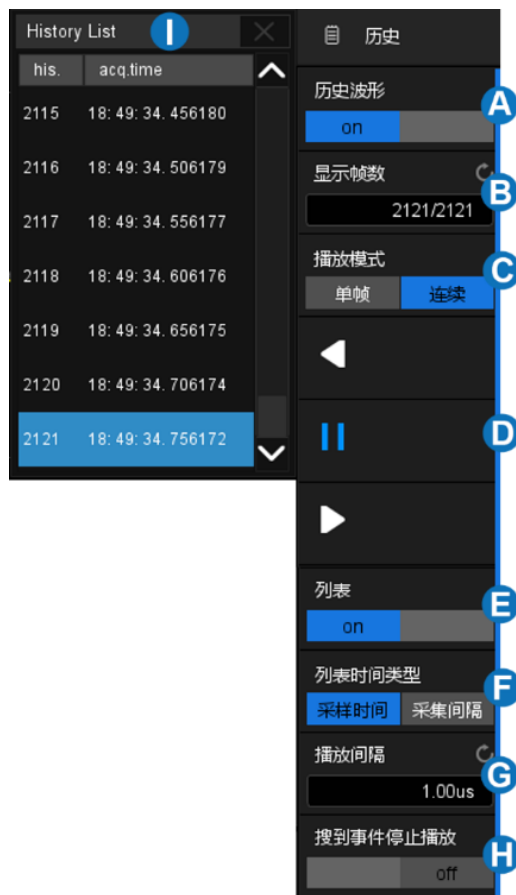 History List
I
his. acq.time
2115 18: 49: 34. 456180
2116 18: 49: 34. 506179
2117 18: 49: 34. 556177
2118 18: 49: 34. 606176
2119 18: 49: 34. 656175
2120 18: 49: 34. 706174
2121 18: 49: 34. 756172
历史
历史波形
A
on
显示帧数
B
2121/2121
播放模式
C
单帧 连续
D
列表
E
on
列表时间类型
F
采样时间 采集间隔
播放间隔
G
1.00us
搜到事件停止播放
H
off